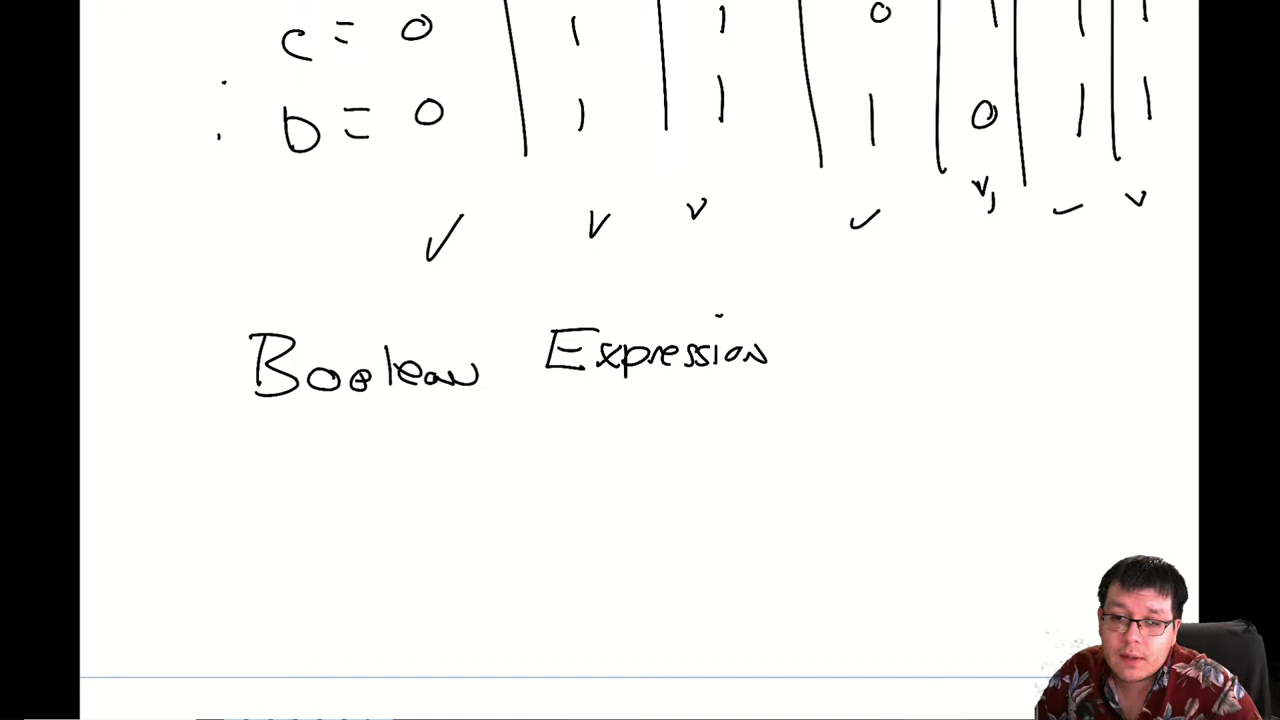 c = 0 | 1 | 1 | 0 | 1 | 1 | 1
∴ b = 0 | 1 | 1 | 1 | 0 | 1 | 1
✓ ✓ ✓ ✓ ✓ ✓ ✓
Boolean Expression